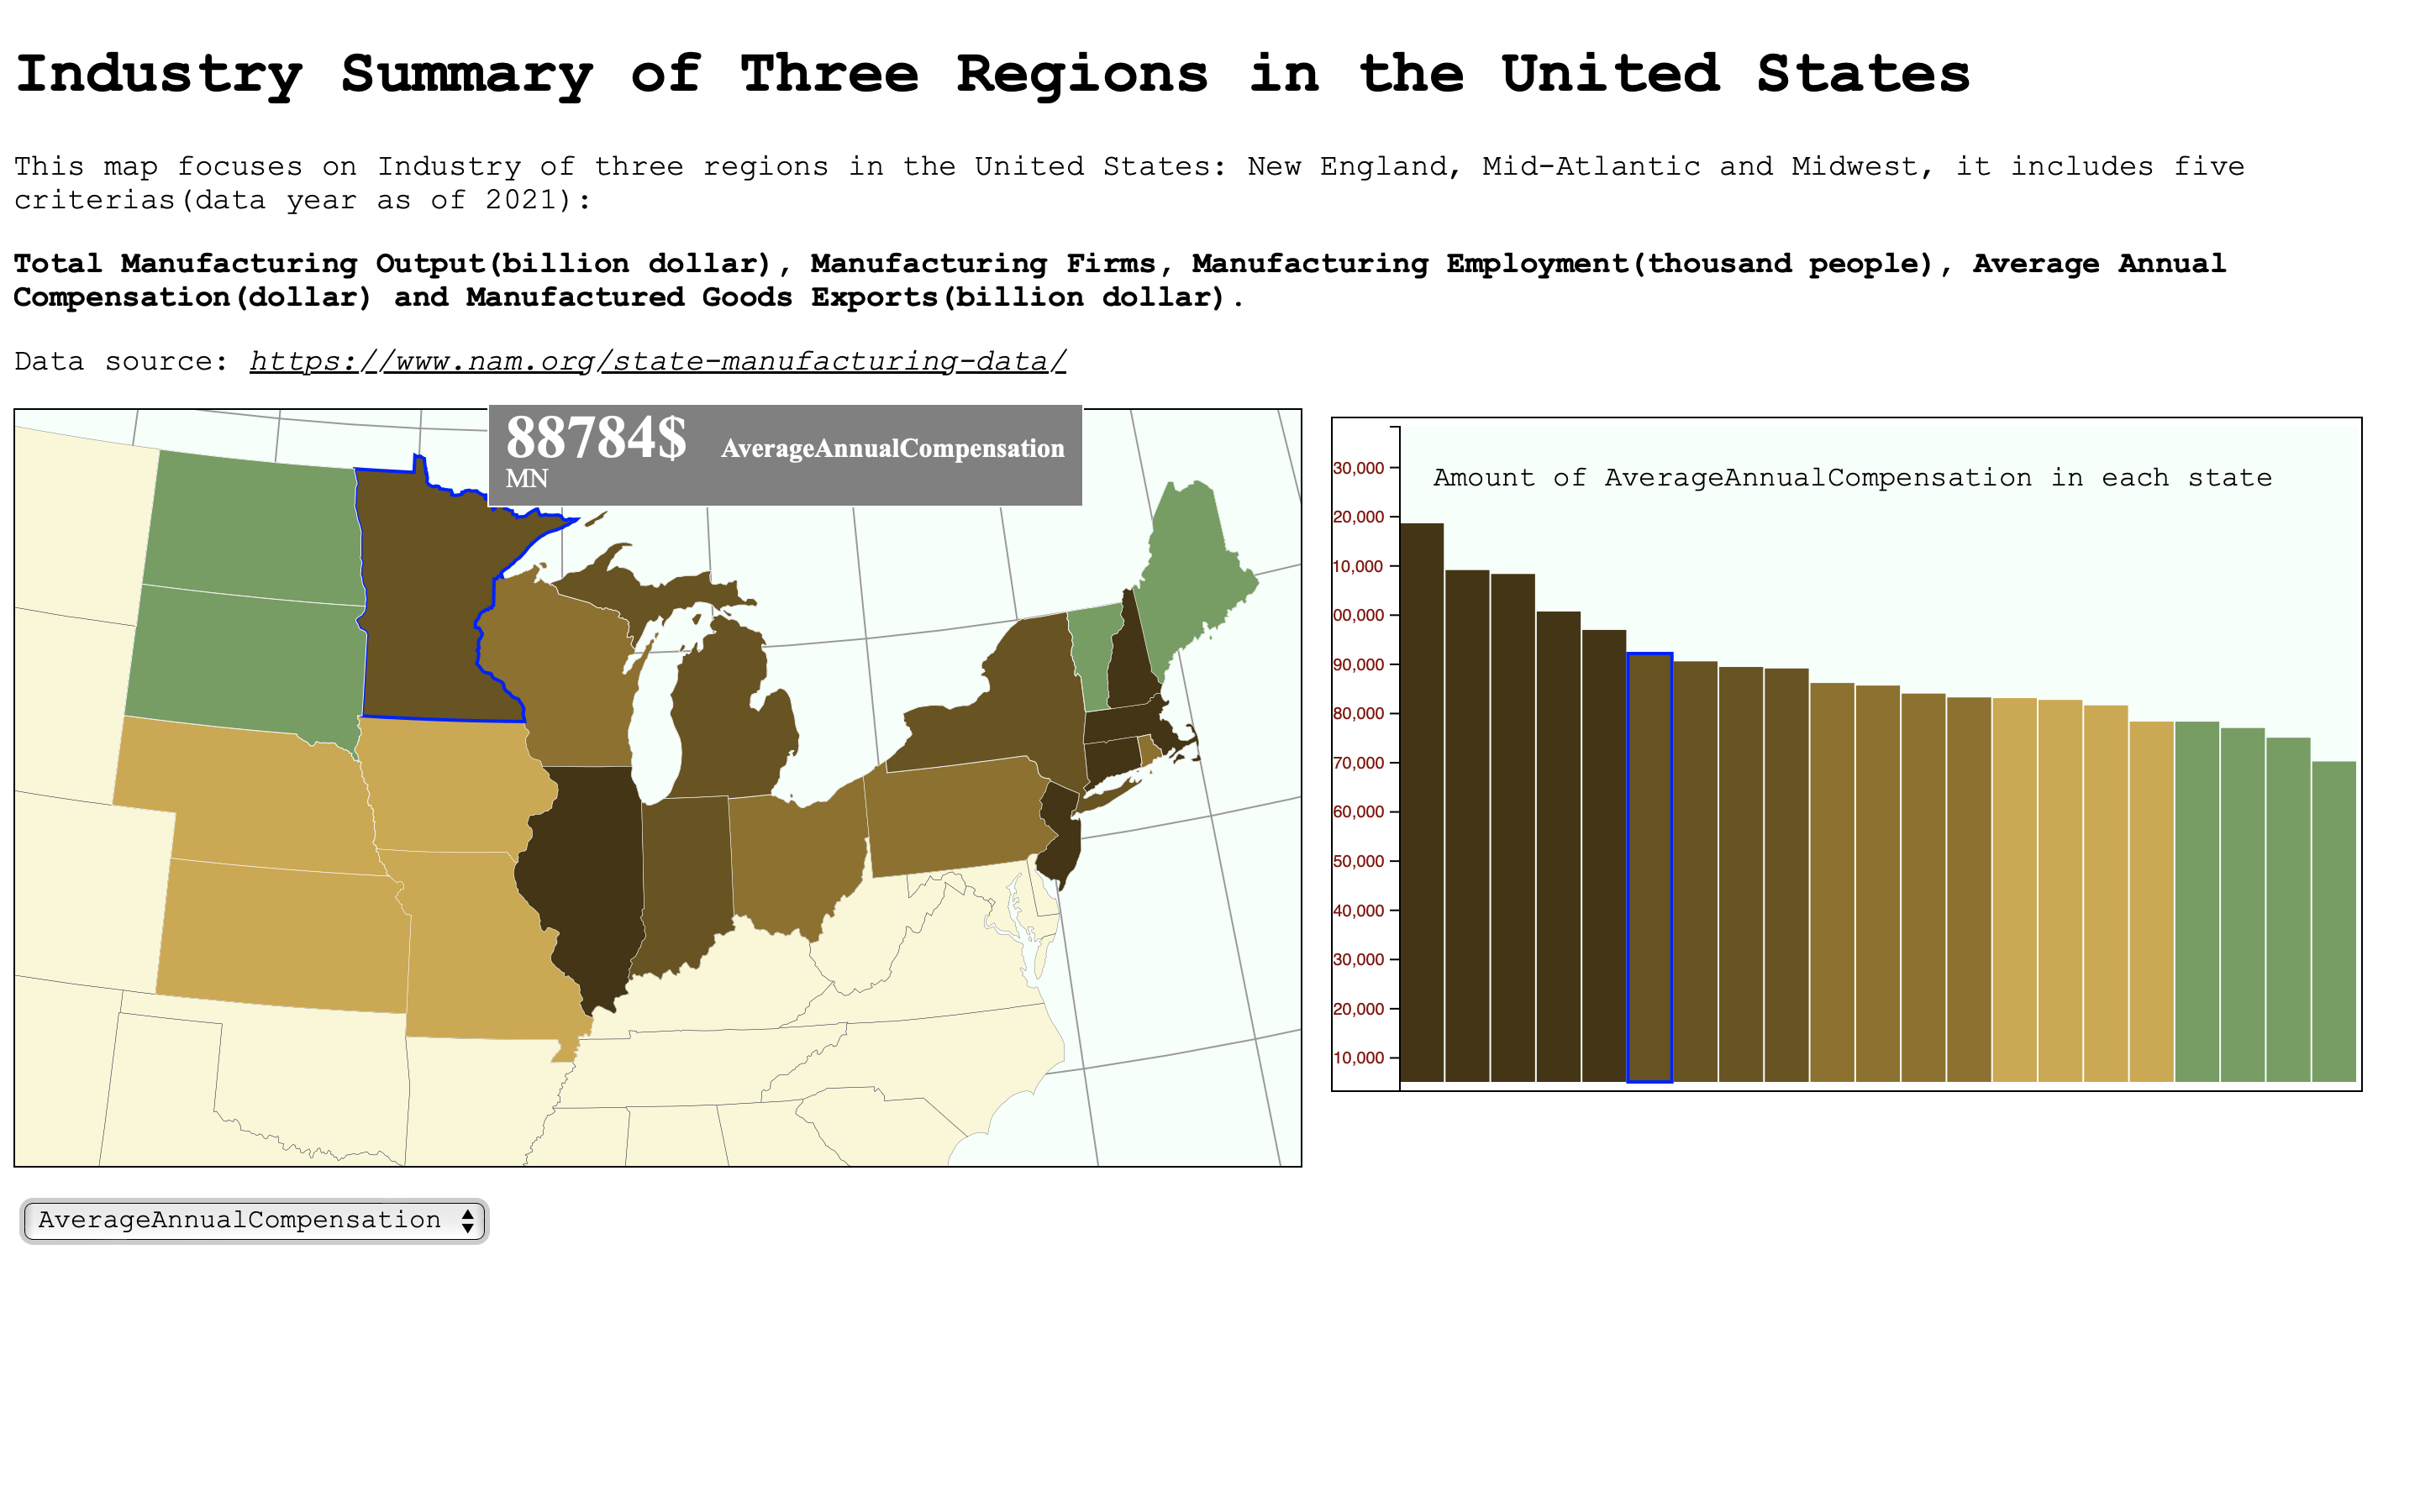 Industry Summary of Three Regions in the United States
This map focuses on Industry of three regions in the United States: New England, Mid-Atlantic and Midwest, it includes five
criterias(data year as of 2021):
Total Manufacturing Output(billion dollar), Manufacturing Firms, Manufacturing Employment(thousand people), Average Annual
Compensation(dollar) and Manufactured Goods Exports(billion dollar).
Data source: https://www.nam.org/state-manufacturing-data/
88784$ AverageAnnualCompensation
MN
Amount of AverageAnnualCompensation in each state
30,000
20,000
10,000
00,000
90,000
80,000
70,000
60,000
50,000
40,000
30,000
20,000
10,000
AverageAnnualCompensation